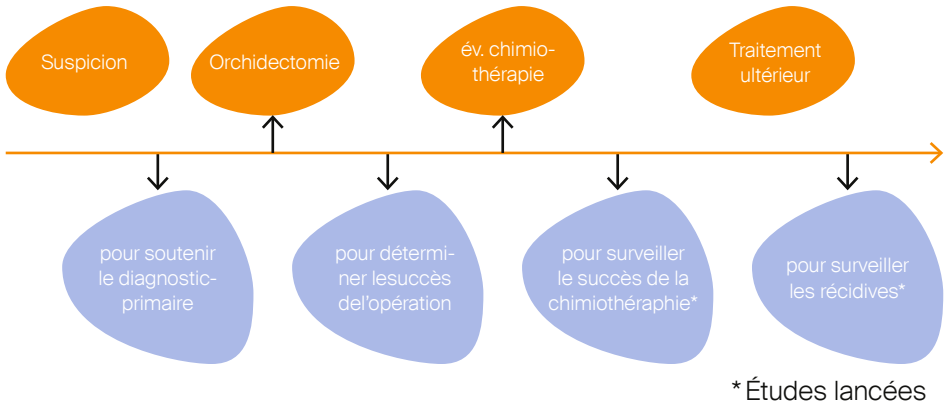 Suspicion
Orchidectomie
év. chimio-
thérapie
Traitement
ultérieur
pour soutenir
le diagnostic-
primaire
pour détermi-
ner lesuccès
del'opération
pour surveiller
le succès de la
chimiothéraphie*
pour surveiller
les récidives*
* Études lancées